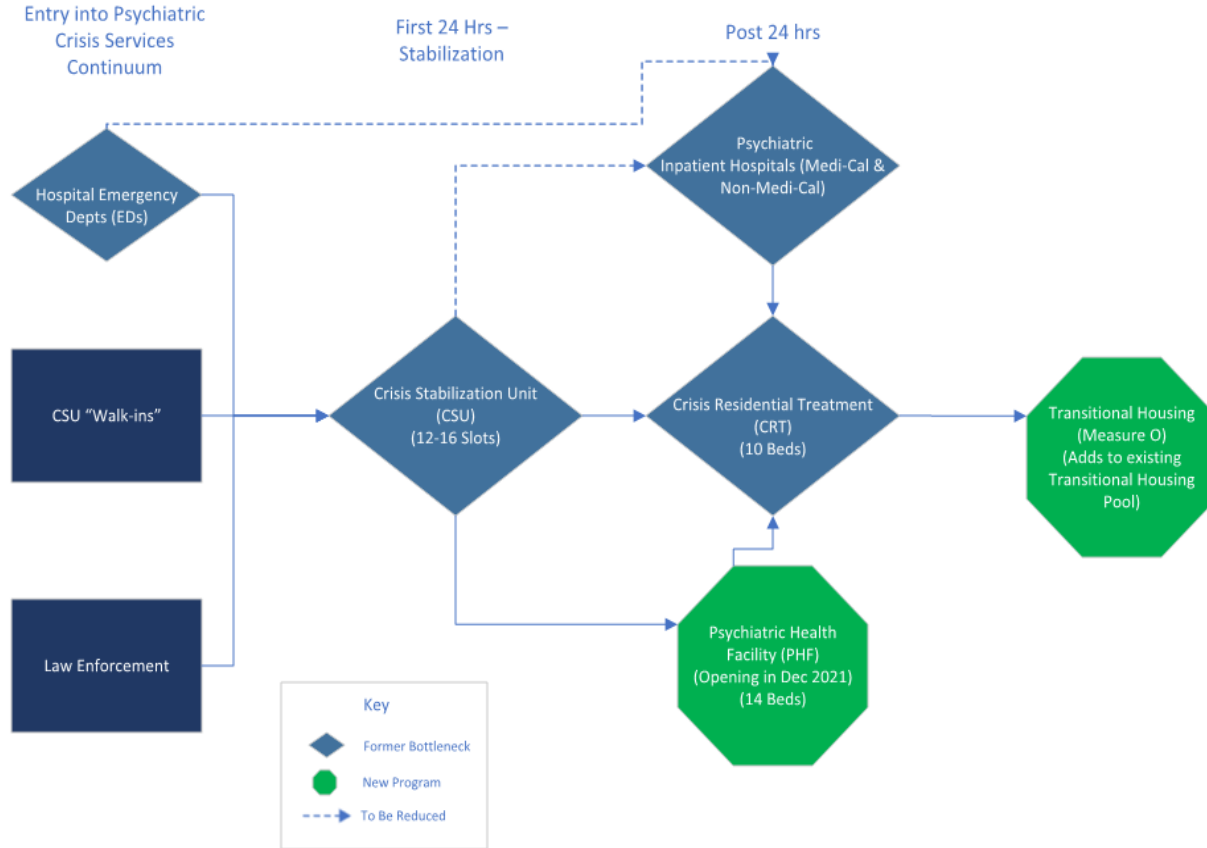 Entry into Psychiatric
Crisis Services
Continuum
First 24 Hrs –
Stabilization
Post 24 hrs
Hospital Emergency
Depts (EDs)
Psychiatric
Inpatient Hospitals (Medi-Cal &
Non-Medi-Cal)
CSU “Walk-ins”
Crisis Stabilization Unit
(CSU)
(12-16 Slots)
Crisis Residential Treatment
(CRT)
(10 Beds)
Transitional Housing
(Measure O)
(Adds to existing
Transitional Housing
Pool)
Law Enforcement
Psychiatric Health
Facility (PHF)
(Opening in Dec 2021)
(14 Beds)
Key
Former Bottleneck
New Program
To Be Reduced